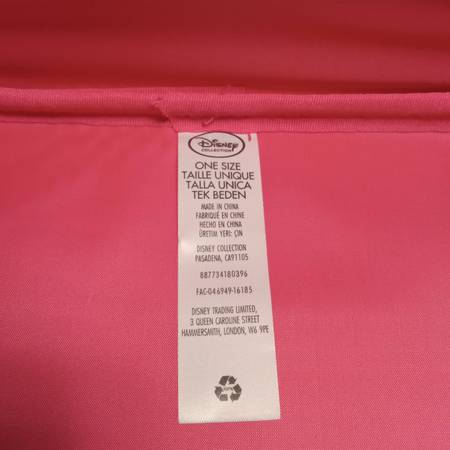 Disney
COLLECTION
ONE SIZE
TAILLE UNIQUE
TALLA UNICA
TEK BEDEN
MADE IN CHINA
FABRIQUÉ EN CHINE
HECHO EN CHINA
ÜRETIM YERI: ÇIN
DISNEY COLLECTION
PASADENA, CA91105
887734180396
FAC-046949-16185
DISNEY TRADING LIMITED,
3 QUEEN CAROLINE STREET
HAMMERSMITH, LONDON, W6 9PE